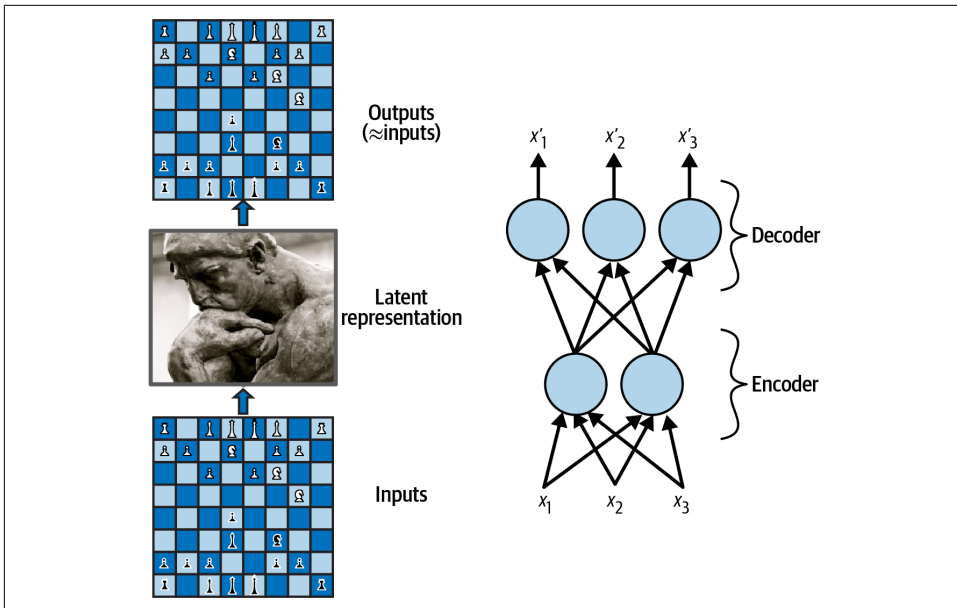 Outputs
(≈inputs)
Latent
representation
Inputs
x′1 x′2 x′3
Decoder
Encoder
x1 x2 x3